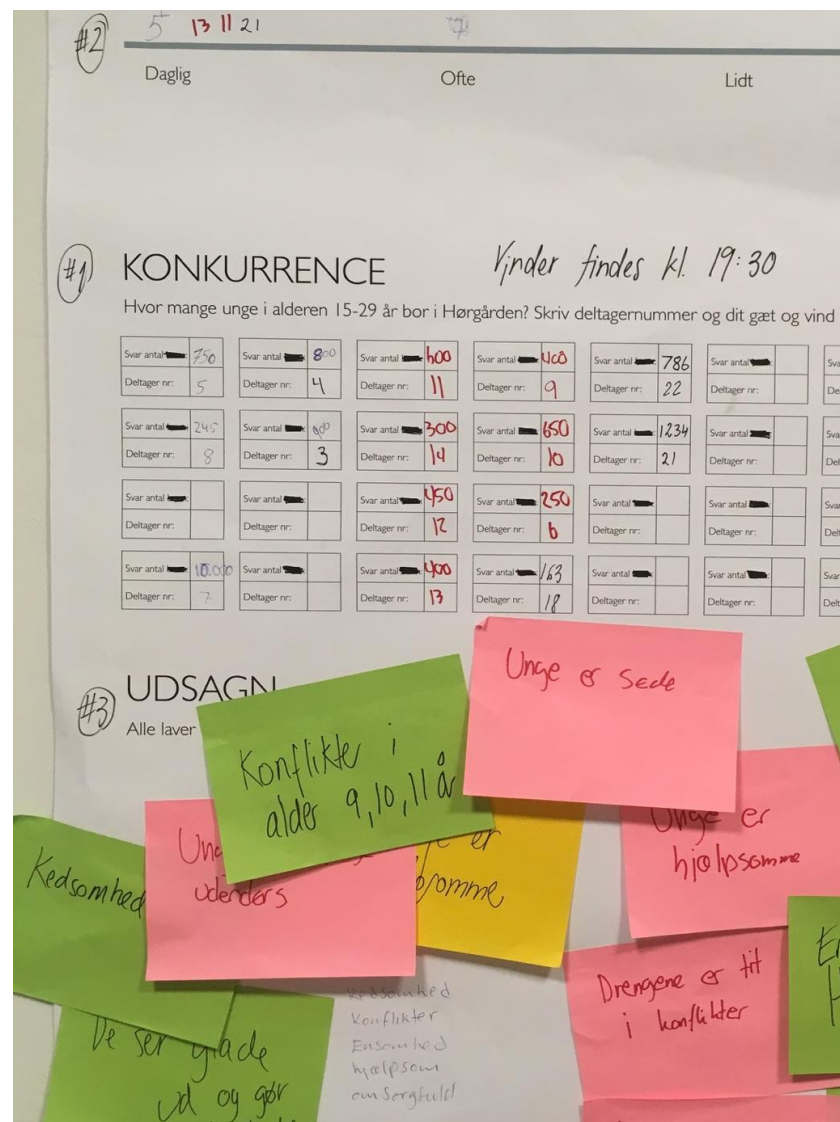 #2
5 13 11 21 7
Daglig Ofte Lidt
#1 KONKURRENCE Vinder findes kl. 19:30
Hvor mange unge i alderen 15-29 år bor i Hørgården? Skriv deltagernummer og dit gæt og vind
Svar antal 750 Svar antal 800 Svar antal 600 Svar antal 400 Svar antal 786 Svar antal
Deltager nr: 5 Deltager nr: 4 Deltager nr: 11 Deltager nr: 9 Deltager nr: 22 Deltager nr:
Svar antal 245 Svar antal Svar antal 300 Svar antal 650 Svar antal 1234 Svar antal
Deltager nr: 8 Deltager nr: 3 Deltager nr: 14 Deltager nr: 10 Deltager nr: 21 Deltager nr:
Svar antal Svar antal Svar antal 450 Svar antal 250 Svar antal Svar antal
Deltager nr: Deltager nr: Deltager nr: 12 Deltager nr: 6 Deltager nr: Deltager nr:
Svar antal 10.000 Svar antal Svar antal 400 Svar antal 163 Svar antal Svar antal
Deltager nr: 7 Deltager nr: Deltager nr: 13 Deltager nr: 18 Deltager nr: Deltager nr:
#3 UDSAGN
Alle laver
Konflikter i
alder 9,10,11 år
Unge er søde
Kedsomhed
udendørs
er
Unge er
hjælpsomme
Drengene er tit
i konflikter
De ser glade
ud og gør
Kedsomhed
Konflikter
Ensomhed
hjælpsom
omsorgfuld